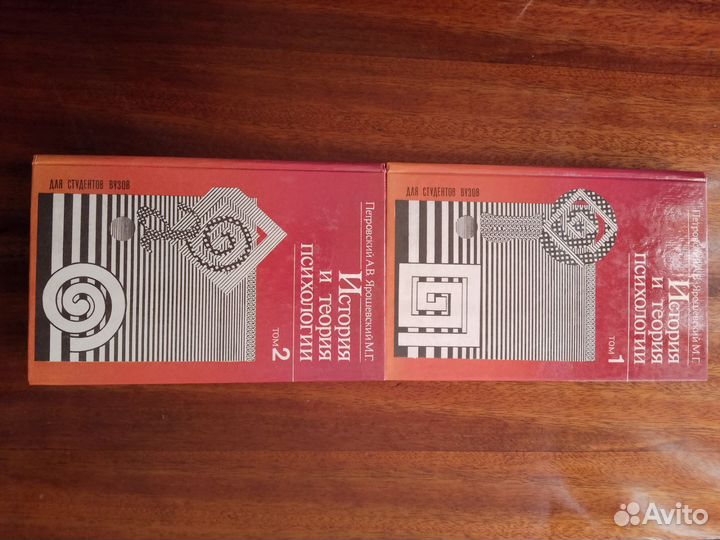 Петровский А.В. Ярошевский М.Г.
История
и теория
психологии
том 2
ДЛЯ СТУДЕНТОВ ВУЗОВ
Петровский А.В. Ярошевский М.Г.
История
и теория
психологии
том 1
ДЛЯ СТУДЕНТОВ ВУЗОВ
Avito